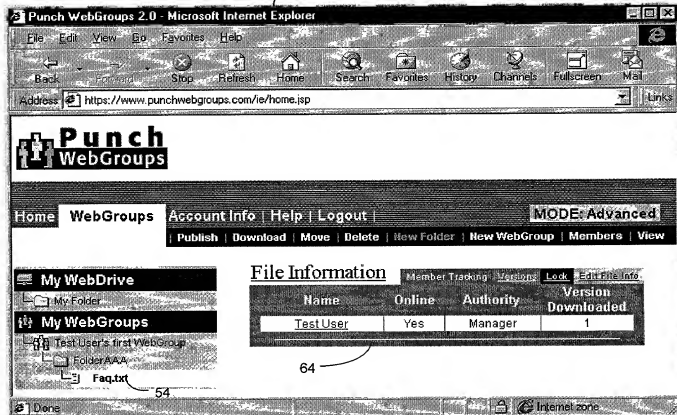 Punch WebGroups 2.0 - Microsoft Internet Explorer
File Edit View Go Favorites Help
Back Forward Stop Refresh Home Search Favorites History Channels Fullscreen Mail
Address https://www.punchwebgroups.com/ie/home.jsp Links
Punch
WebGroups
Home WebGroups Account Info | Help | Logout | MODE: Advanced
| Publish | Download | Move | Delete | New Folder | New WebGroup | Members | View
My WebDrive
My Folder
My WebGroups
Test User's first WebGroup
FolderAAA
Faq.txt
54
File Information Member Tracking Versions Lock Edit File Info
Name Online Authority Version Downloaded
Test User Yes Manager 1
64
Done Internet zone